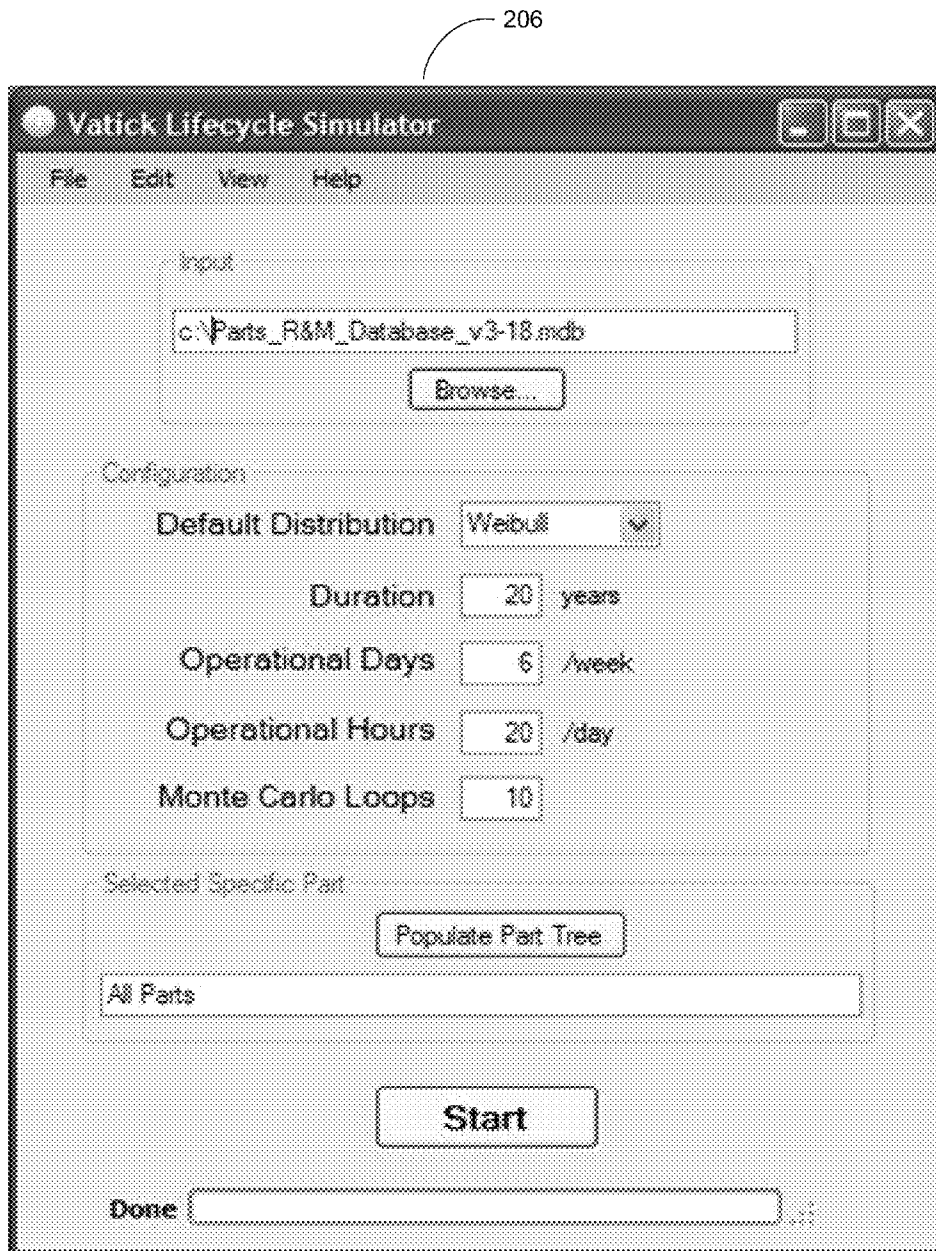 206
Vatick Lifecycle Simulator
File Edit View Help
Input
c:\Parts_R&M_Database_v3-18.mdb
Browse...
Configuration
Default Distribution Weibull
Duration 20 years
Operational Days 6 /week
Operational Hours 20 /day
Monte Carlo Loops 10
Selected Specific Part
Populate Part Tree
All Parts
Start
Done